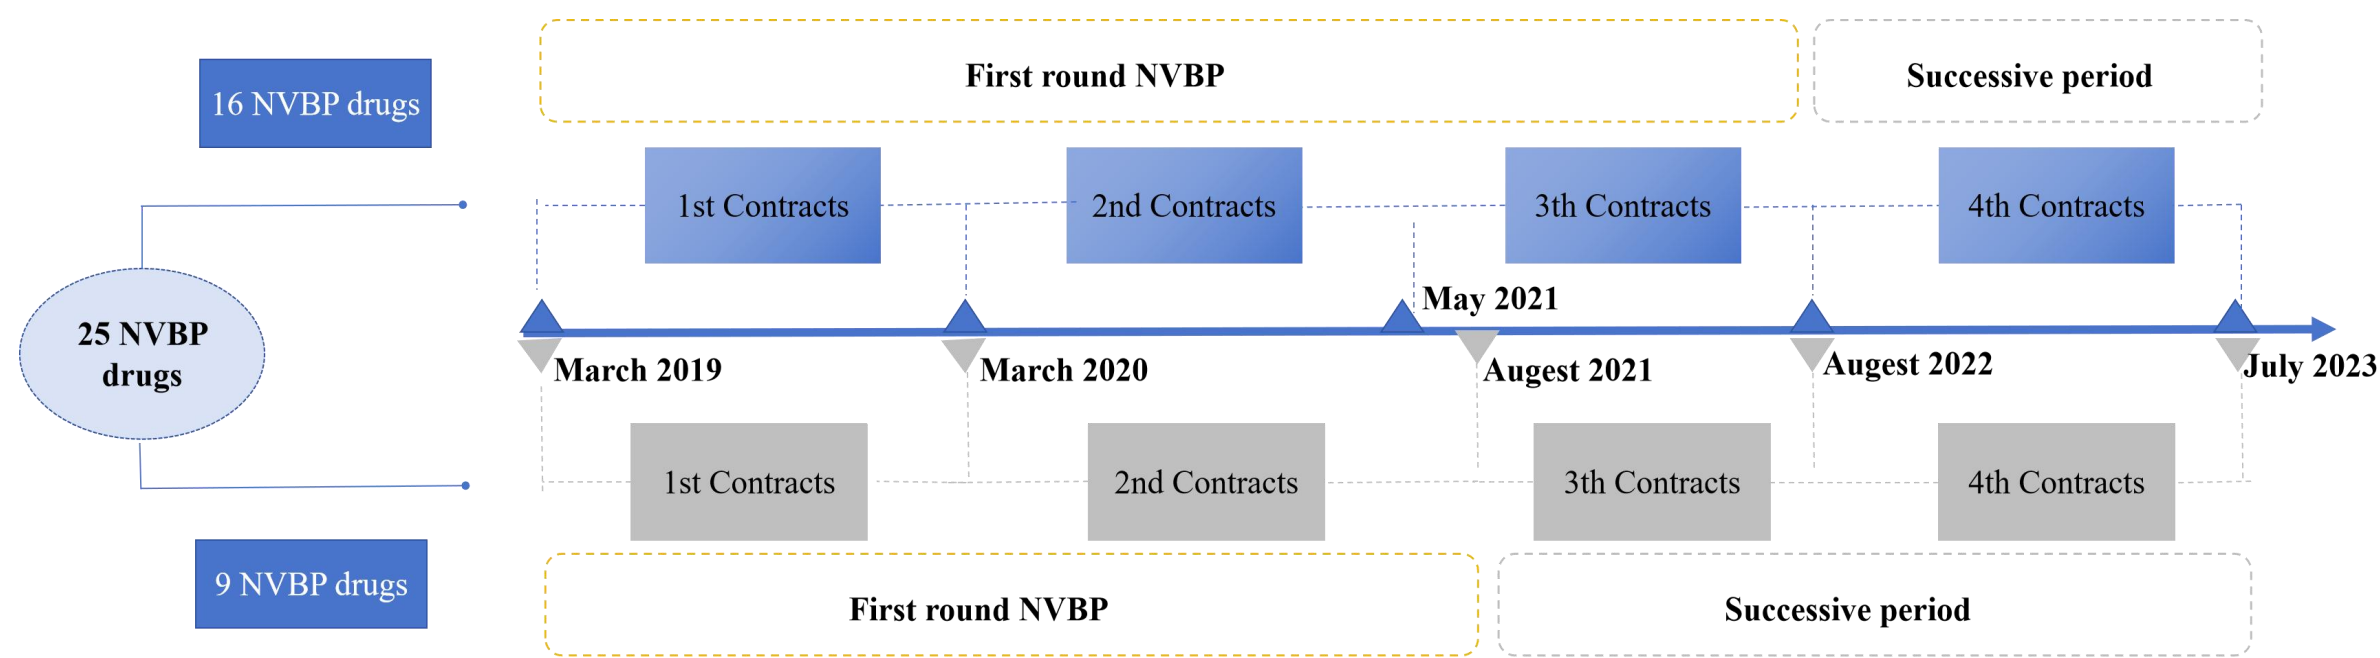 First round NVBP
Successive period
16 NVBP drugs
1st Contracts
2nd Contracts
3th Contracts
4th Contracts
25 NVBP
drugs
May 2021
March 2019
March 2020
Augest 2021
Augest 2022
July 2023
1st Contracts
2nd Contracts
3th Contracts
4th Contracts
9 NVBP drugs
First round NVBP
Successive period